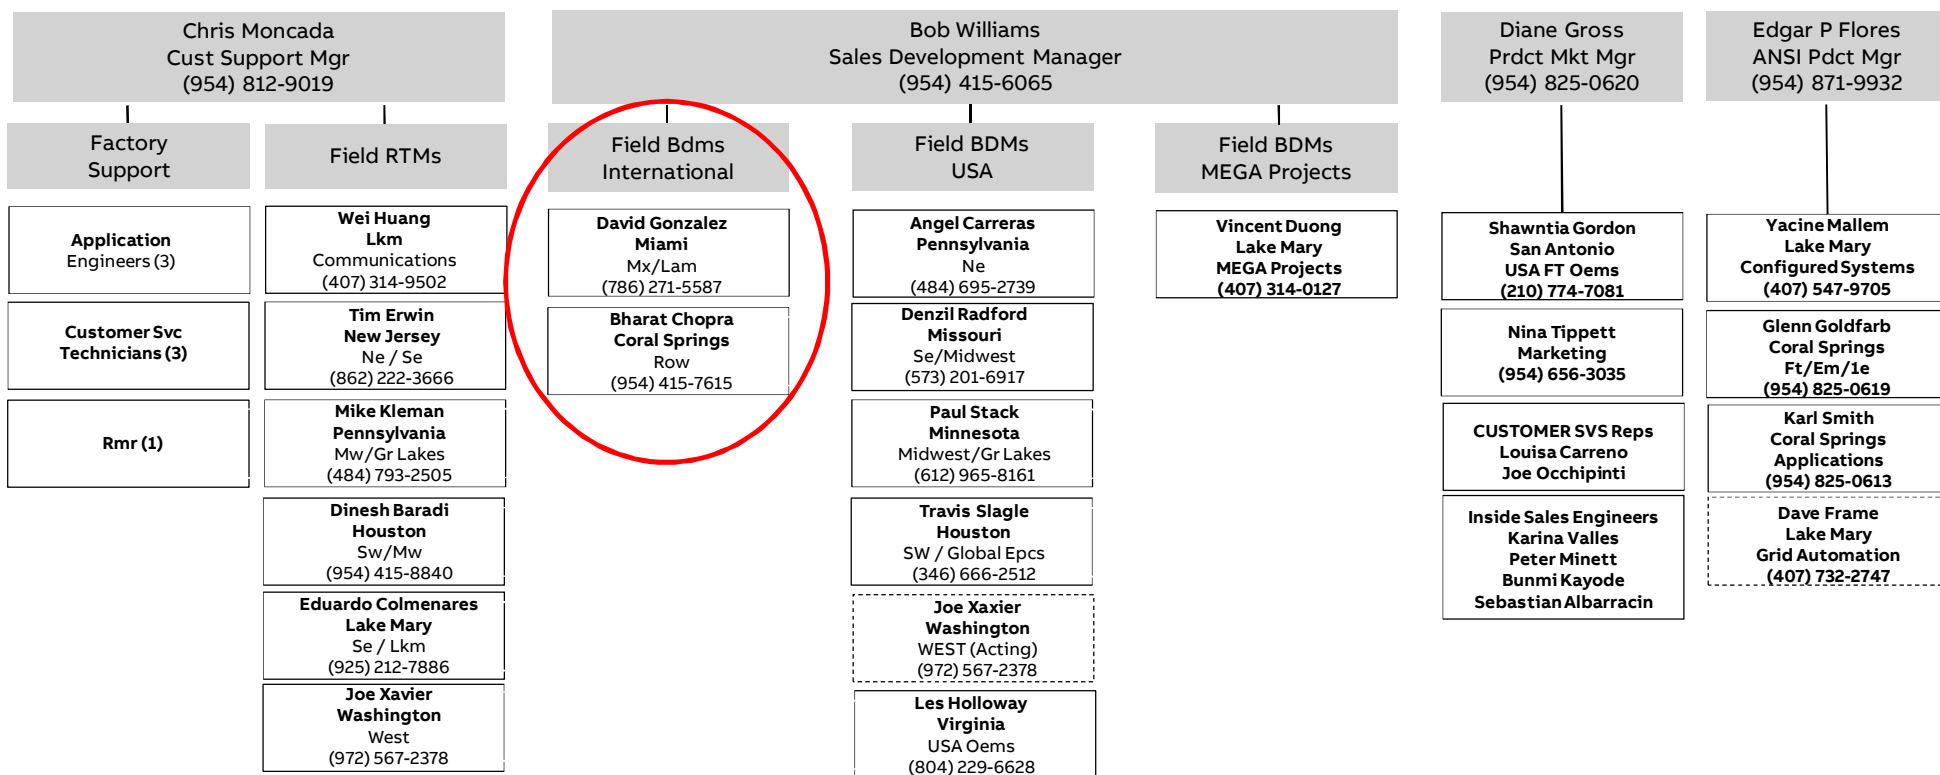 Chris Moncada
Cust Support Mgr
(954) 812-9019
Bob Williams
Sales Development Manager
(954) 415-6065
Diane Gross
Prdct Mkt Mgr
(954) 825-0620
Edgar P Flores
ANSI Pdct Mgr
(954) 871-9932
Factory
Support
Field RTMs
Field Bdms
International
Field BDMs
USA
Field BDMs
MEGA Projects
Application
Engineers (3)
Customer Svc
Technicians (3)
Rmr (1)
Wei Huang
Lkm
Communications
(407) 314-9502
Tim Erwin
New Jersey
Ne / Se
(862) 222-3666
Mike Kleman
Pennsylvania
Mw/Gr Lakes
(484) 793-2505
Dinesh Baradi
Houston
Sw/Mw
(954) 415-8840
Eduardo Colmenares
Lake Mary
Se / Lkm
(925) 212-7886
Joe Xavier
Washington
West
(972) 567-2378
David Gonzalez
Miami
Mx/Lam
(786) 271-5587
Bharat Chopra
Coral Springs
Row
(954) 415-7615
Angel Carreras
Pennsylvania
Ne
(484) 695-2739
Denzil Radford
Missouri
Se/Midwest
(573) 201-6917
Paul Stack
Minnesota
Midwest/Gr Lakes
(612) 965-8161
Travis Slagle
Houston
SW / Global Epcs
(346) 666-2512
Joe Xaxier
Washington
WEST (Acting)
(972) 567-2378
Les Holloway
Virginia
USA Oems
(804) 229-6628
Vincent Duong
Lake Mary
MEGA Projects
(407) 314-0127
Shawntia Gordon
San Antonio
USA FT Oems
(210) 774-7081
Nina Tippett
Marketing
(954) 656-3035
CUSTOMER SVS Reps
Louisa Carreno
Joe Occhipinti
Inside Sales Engineers
Karina Valles
Peter Minett
Bunmi Kayode
Sebastian Albarracin
Yacine Mallem
Lake Mary
Configured Systems
(407) 547-9705
Glenn Goldfarb
Coral Springs
Ft/Em/1e
(954) 825-0619
Karl Smith
Coral Springs
Applications
(954) 825-0613
Dave Frame
Lake Mary
Grid Automation
(407) 732-2747